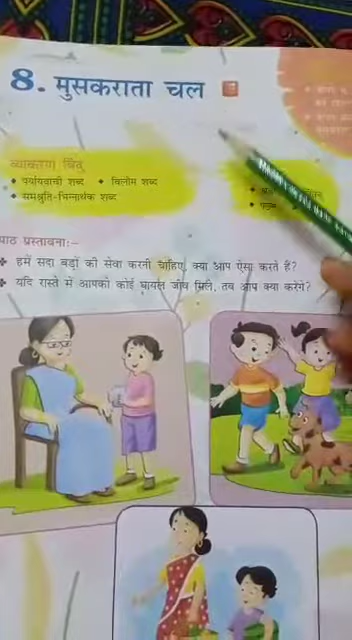 8. मुसकराता चल
व्याकरण बिंदु
• पर्यायवाची शब्द • विलोम शब्द
• समश्रुति-भिन्नार्थक शब्द
पाठ प्रस्तावना:-
हमें सदा बड़ों की सेवा करनी चाहिए, क्या आप ऐसा करते हैं?
यदि रास्ते में आपको कोई घायल जीव मिले, तब आप क्या करेंगे?